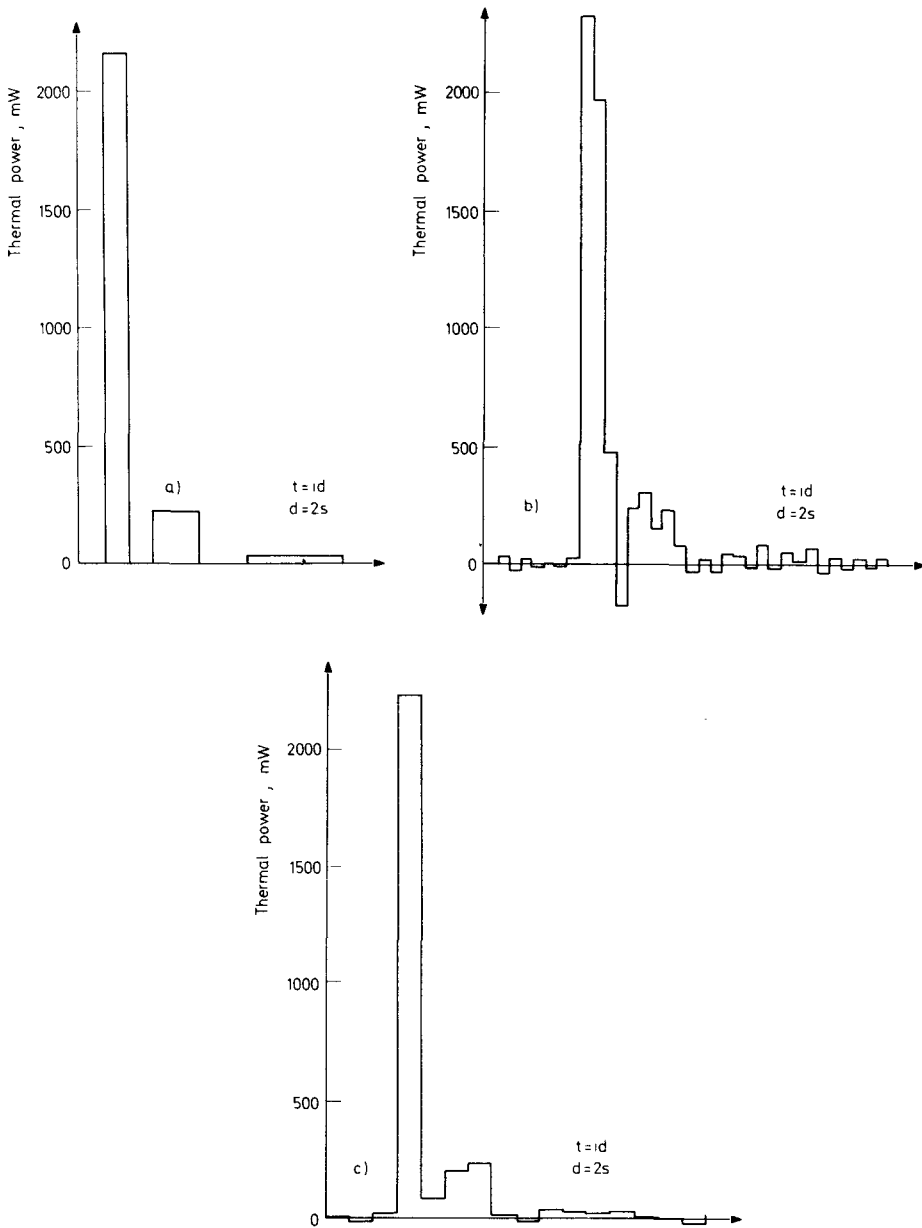 Thermal power , mW
2000
1500
1000
500
0
a)
t=id
d=2s
Thermal power , mW
2000
1500
1000
500
0
b)
t=id
d=2s
Thermal power , mW
2000
1500
1000
500
0
c)
t=id
d=2s